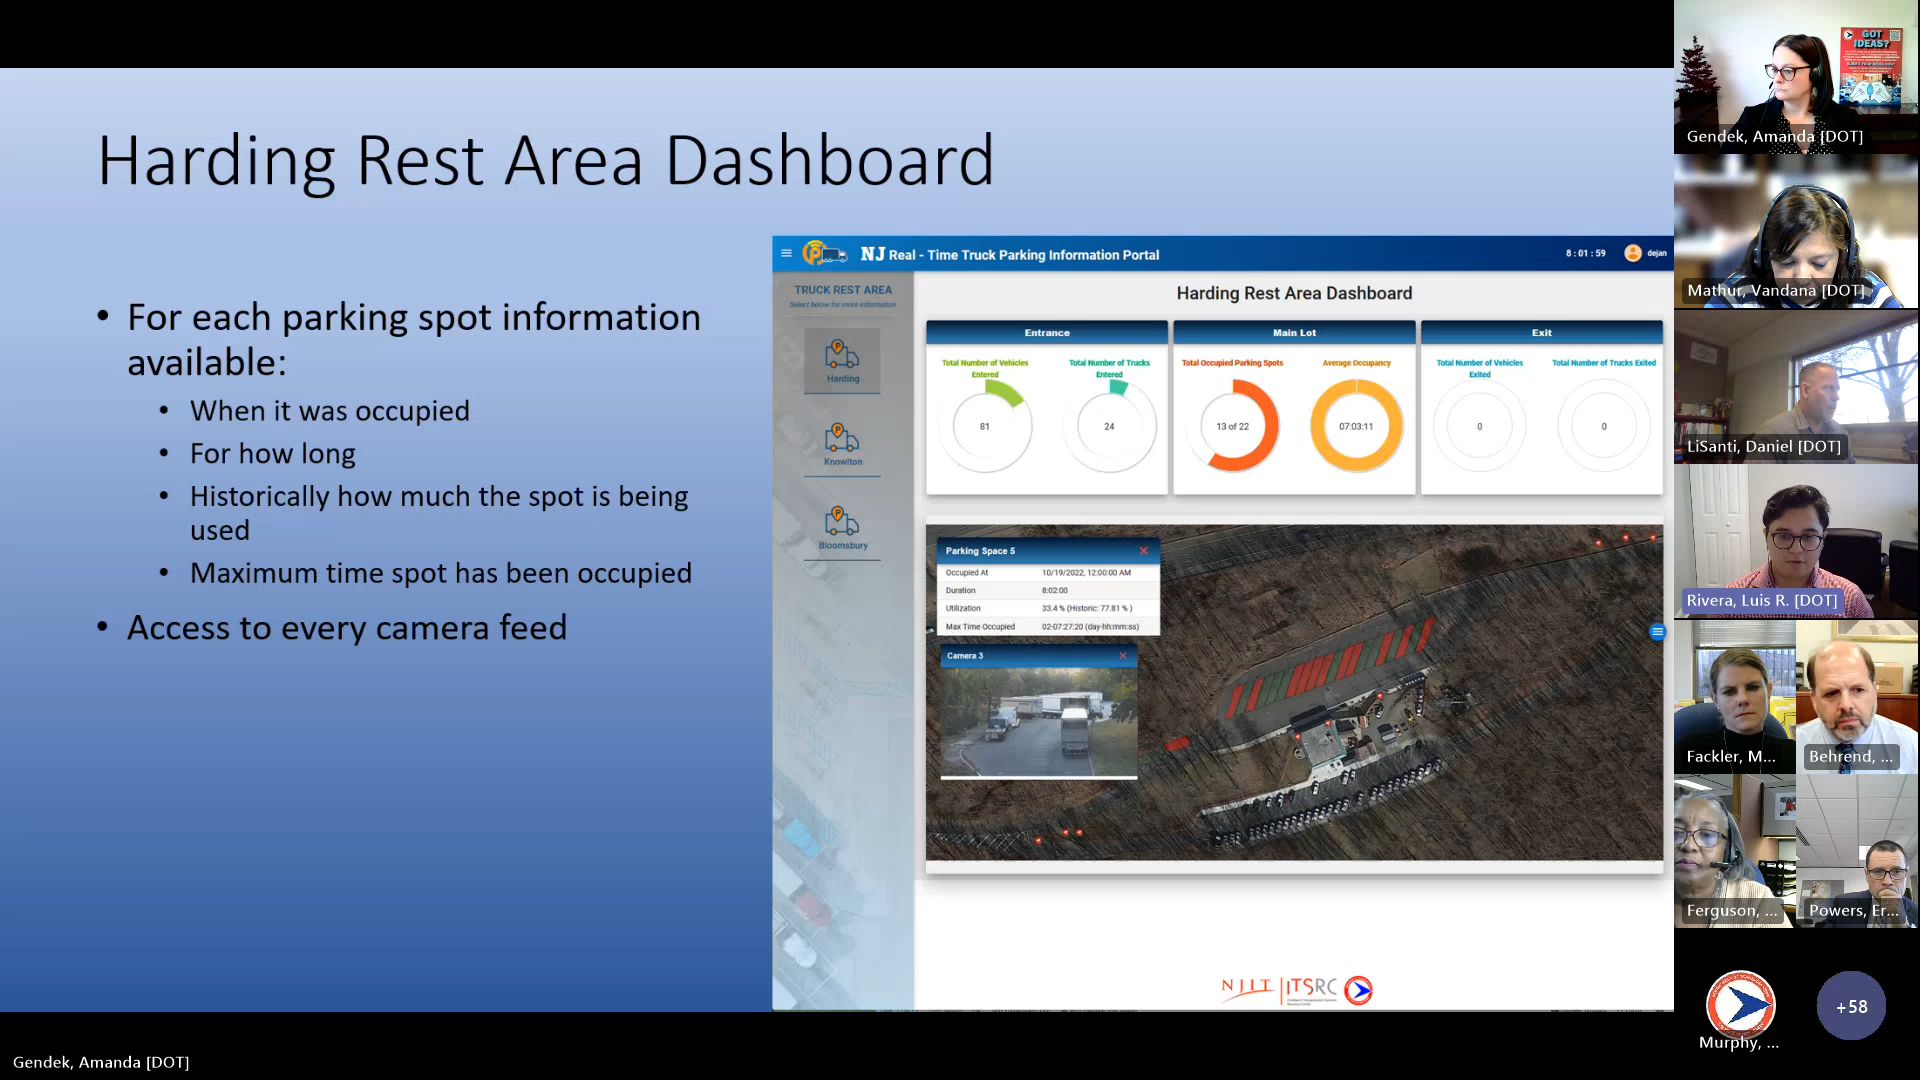 Harding Rest Area Dashboard
• For each parking spot information
available:
• When it was occupied
• For how long
• Historically how much the spot is being
used
• Maximum time spot has been occupied
• Access to every camera feed
NJ Real - Time Truck Parking Information Portal
8 : 01 : 59
dejan
TRUCK REST AREA
Select below for more information
Harding
Knowlton
Bloomsbury
Harding Rest Area Dashboard
Entrance
Total Number of Vehicles
Entered
81
Total Number of Trucks
Entered
24
Main Lot
Total Occupied Parking Spots
13 of 22
Average Occupancy
07:03:11
Exit
Total Number of Vehicles
Exited
0
Total Number of Trucks Exited
0
Parking Space 5
Occupied At 10/19/2022, 12:00:00 AM
Duration 8:02:00
Utilization 33.4 % (Historic: 77.81 % )
Max Time Occupied 02-07:27:20 (day-hh:mm:ss)
Camera 3
NJIT ITSRC
GOT
IDEAS?
Gendek, Amanda [DOT]
Mathur, Vandana [DOT]
LiSanti, Daniel [DOT]
Rivera, Luis R. [DOT]
Fackler, M...
Behrend, ...
Ferguson, ...
Powers, Er...
Murphy, ...
+58
Gendek, Amanda [DOT]